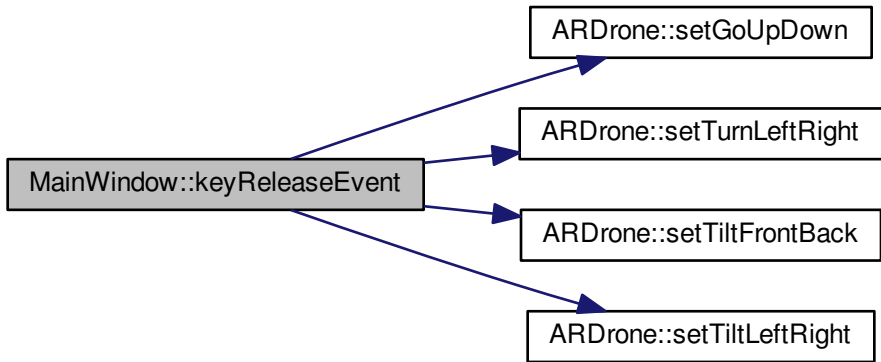 ARDrone::setGoUpDown
ARDrone::setTurnLeftRight
MainWindow::keyReleaseEvent
ARDrone::setTiltFrontBack
ARDrone::setTiltLeftRight